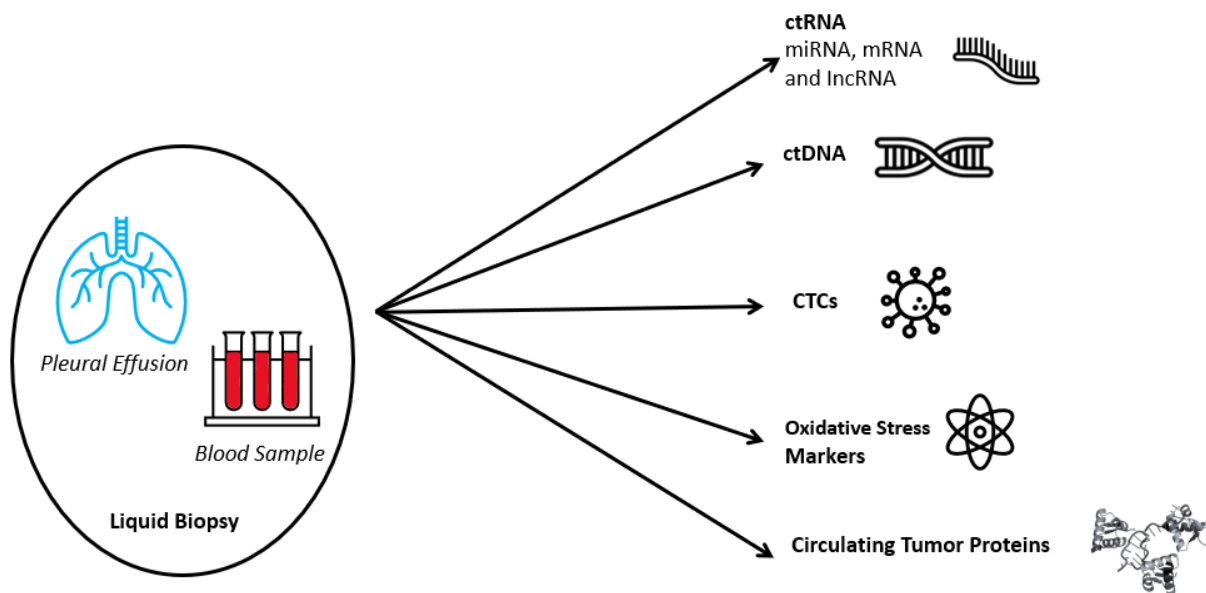 Pleural Effusion
Blood Sample
Liquid Biopsy
ctRNA
miRNA, mRNA
and lncRNA
ctDNA
CTCs
Oxidative Stress
Markers
Circulating Tumor Proteins